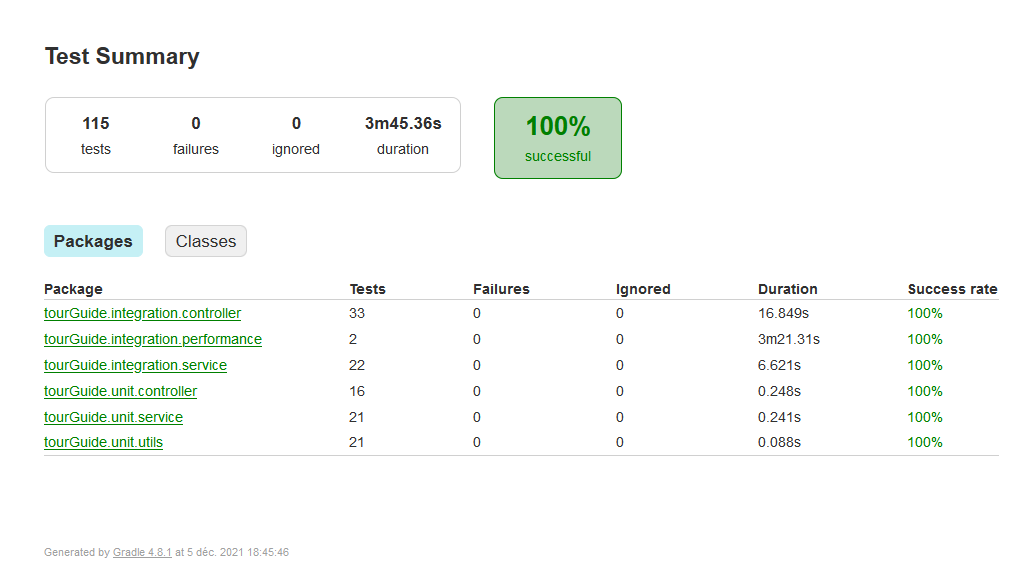 Test Summary
115 0 0 3m45.36s
tests failures ignored duration
100%
successful
Packages Classes
Package Tests Failures Ignored Duration Success rate
tourGuide.integration.controller 33 0 0 16.849s 100%
tourGuide.integration.performance 2 0 0 3m21.31s 100%
tourGuide.integration.service 22 0 0 6.621s 100%
tourGuide.unit.controller 16 0 0 0.248s 100%
tourGuide.unit.service 21 0 0 0.241s 100%
tourGuide.unit.utils 21 0 0 0.088s 100%
Generated by Gradle 4.8.1 at 5 déc. 2021 18:45:46